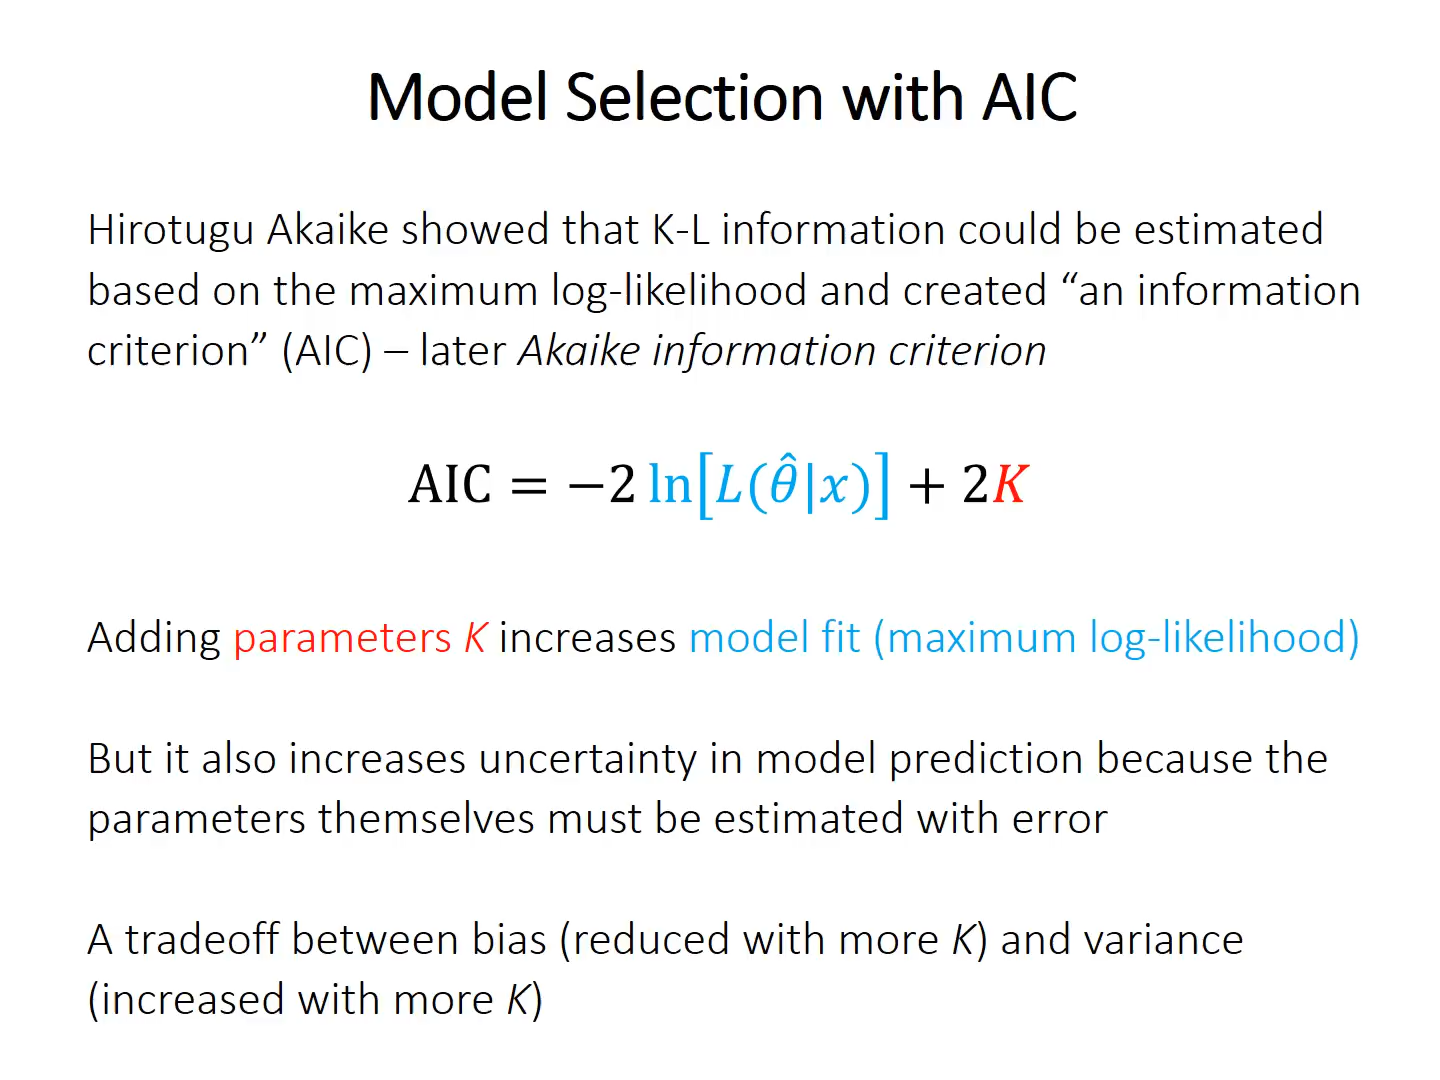 Model Selection with AIC
Hirotugu Akaike showed that K-L information could be estimated
based on the maximum log-likelihood and created “an information
criterion” (AIC) – later Akaike information criterion
AIC = −2 ln[L(θ̂|x)] + 2K
Adding parameters K increases model fit (maximum log-likelihood)
But it also increases uncertainty in model prediction because the
parameters themselves must be estimated with error
A tradeoff between bias (reduced with more K) and variance
(increased with more K)